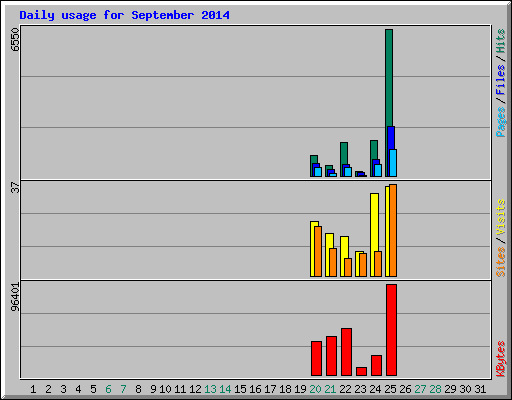 Daily usage for September 2014
6550
Pages/Files/Hits
37
Sites/Visits
96401
KBytes
1 2 3 4 5 6 7 8 9 10 11 12 13 14 15 16 17 18 19 20 21 22 23 24 25 26 27 28 29 30 31